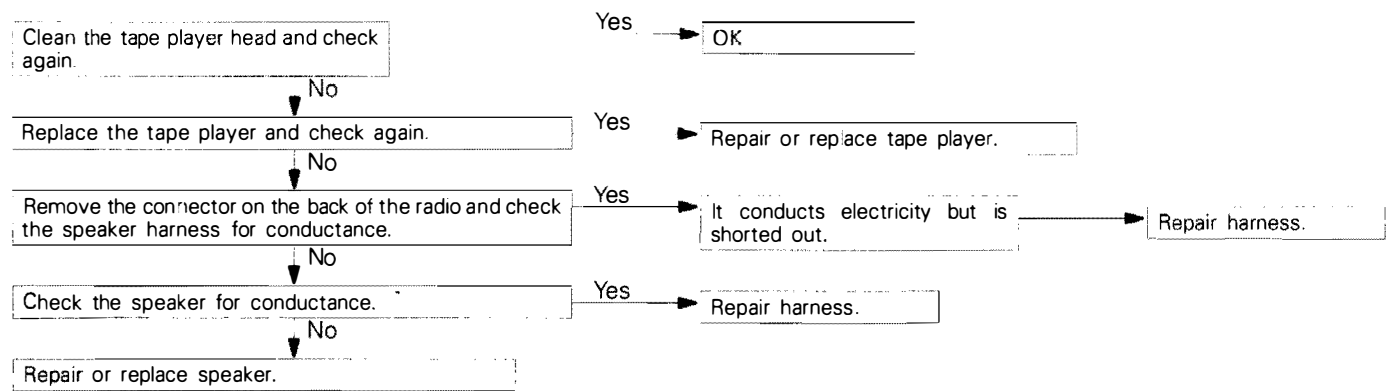 Clean the tape player head and check
again.
Yes
OK
No
Replace the tape player and check again.
Yes
Repair or replace tape player.
No
Remove the connector on the back of the radio and check
the speaker harness for conductance.
Yes
It conducts electricity but is
shorted out.
Repair harness.
No
Check the speaker for conductance.
Yes
Repair harness.
No
Repair or replace speaker.